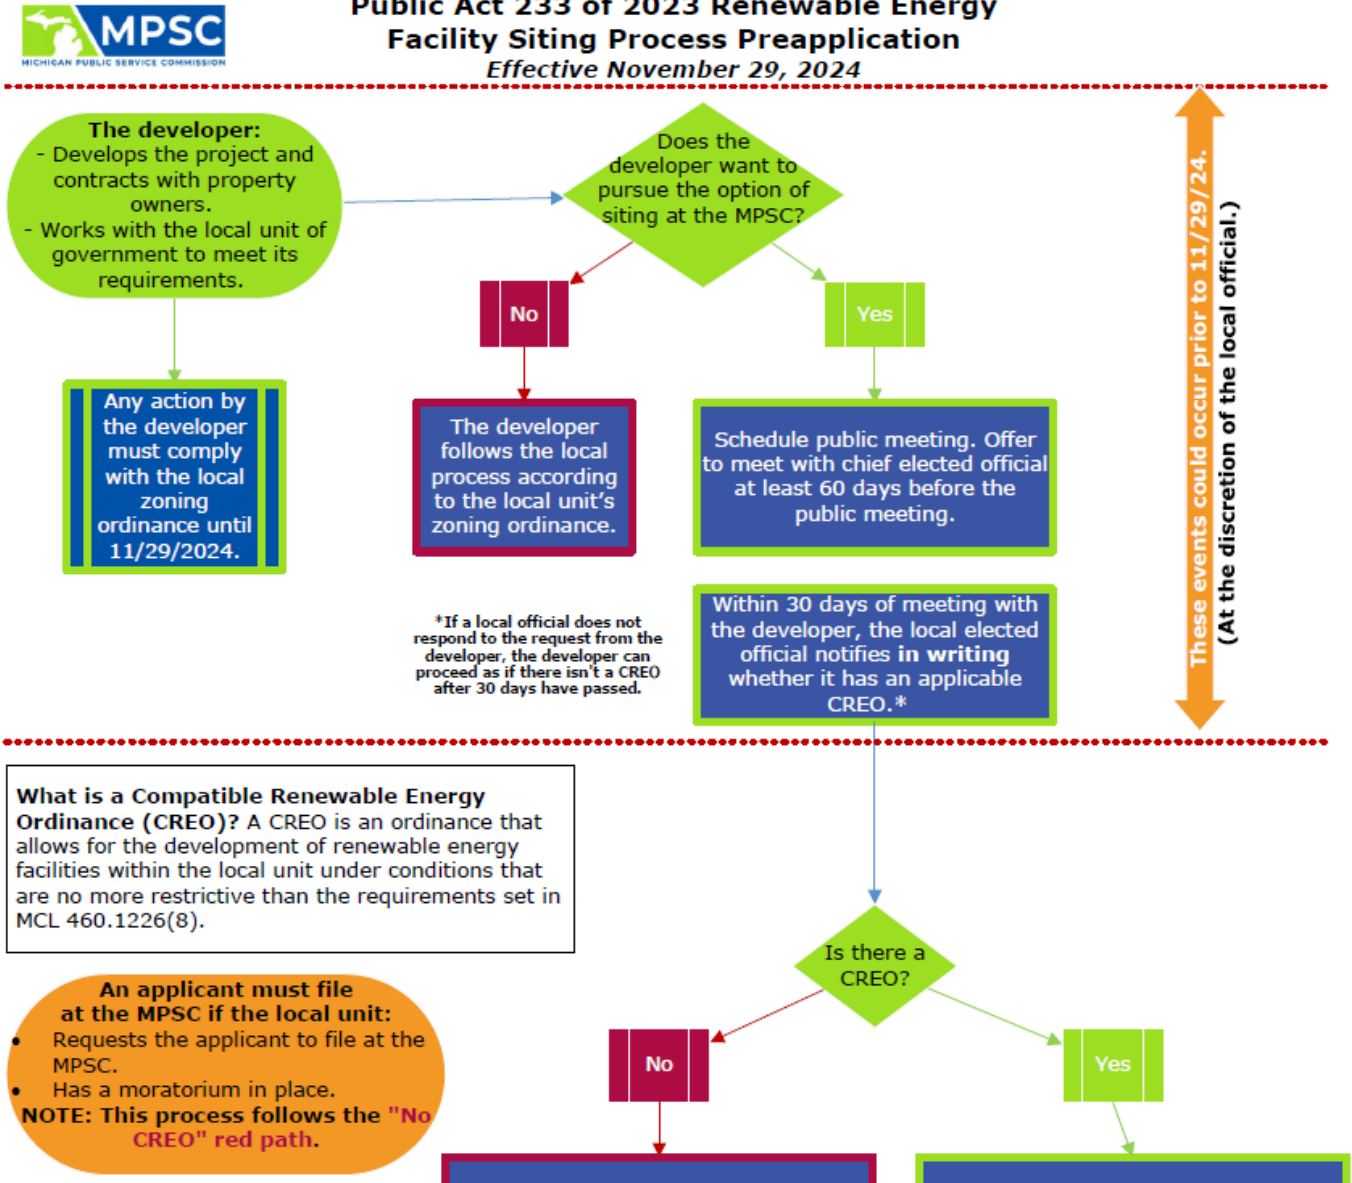 Public Act 233 of 2023 Renewable Energy
Facility Siting Process Preapplication
Effective November 29, 2024
MPSC
MICHIGAN PUBLIC SERVICE COMMISSION
The developer:
- Develops the project and
contracts with property
owners.
- Works with the local unit of
government to meet its
requirements.
Does the
developer want to
pursue the option of
siting at the MPSC?
No
Yes
Any action by
the developer
must comply
with the local
zoning
ordinance until
11/29/2024.
The developer
follows the local
process according
to the local unit's
zoning ordinance.
Schedule public meeting. Offer
to meet with chief elected official
at least 60 days before the
public meeting.
*If a local official does not
respond to the request from the
developer, the developer can
proceed as if there isn't a CREO
after 30 days have passed.
Within 30 days of meeting with
the developer, the local elected
official notifies in writing
whether it has an applicable
CREO.*
These events could occur prior to 11/29/24.
(At the discretion of the local official.)
What is a Compatible Renewable Energy
Ordinance (CREO)? A CREO is an ordinance that
allows for the development of renewable energy
facilities within the local unit under conditions that
are no more restrictive than the requirements set in
MCL 460.1226(8).
An applicant must file
at the MPSC if the local unit:
• Requests the applicant to file at the
MPSC.
• Has a moratorium in place.
NOTE: This process follows the "No
CREO" red path.
Is there a
CREO?
No
Yes